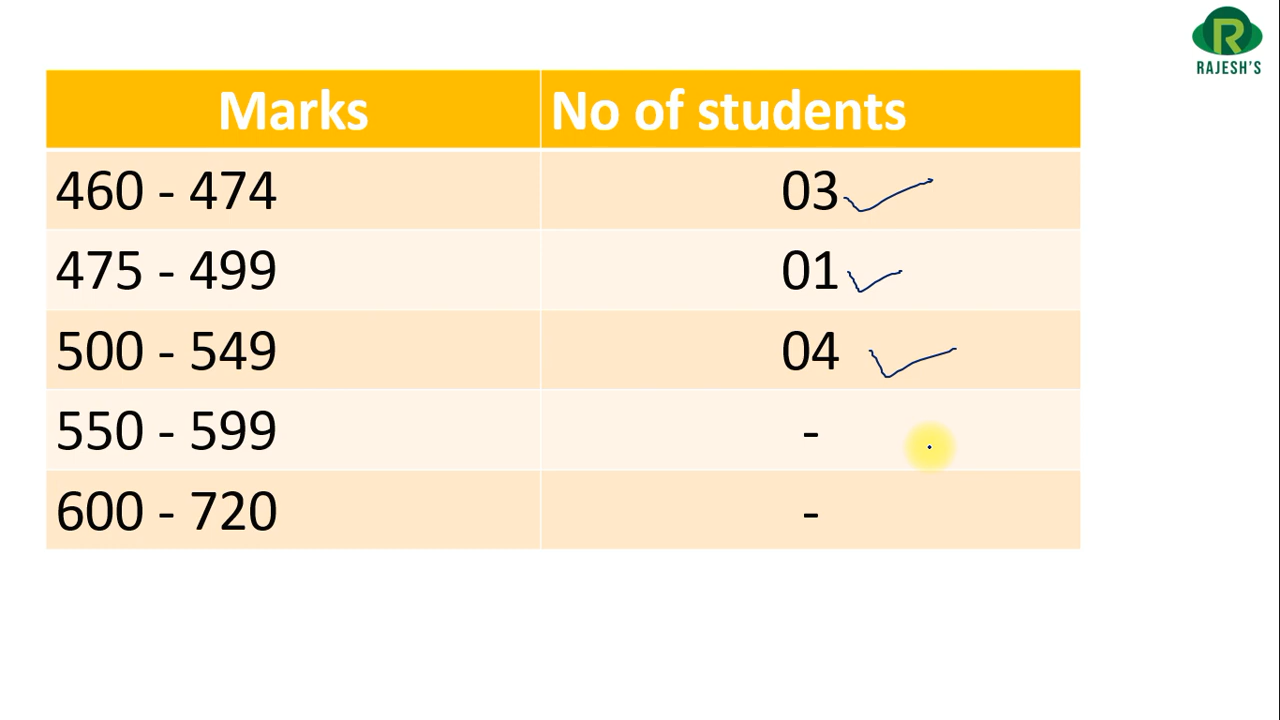 R
RAJESH'S
Marks No of students
460 - 474 03
475 - 499 01
500 - 549 04
550 - 599 -
600 - 720 -